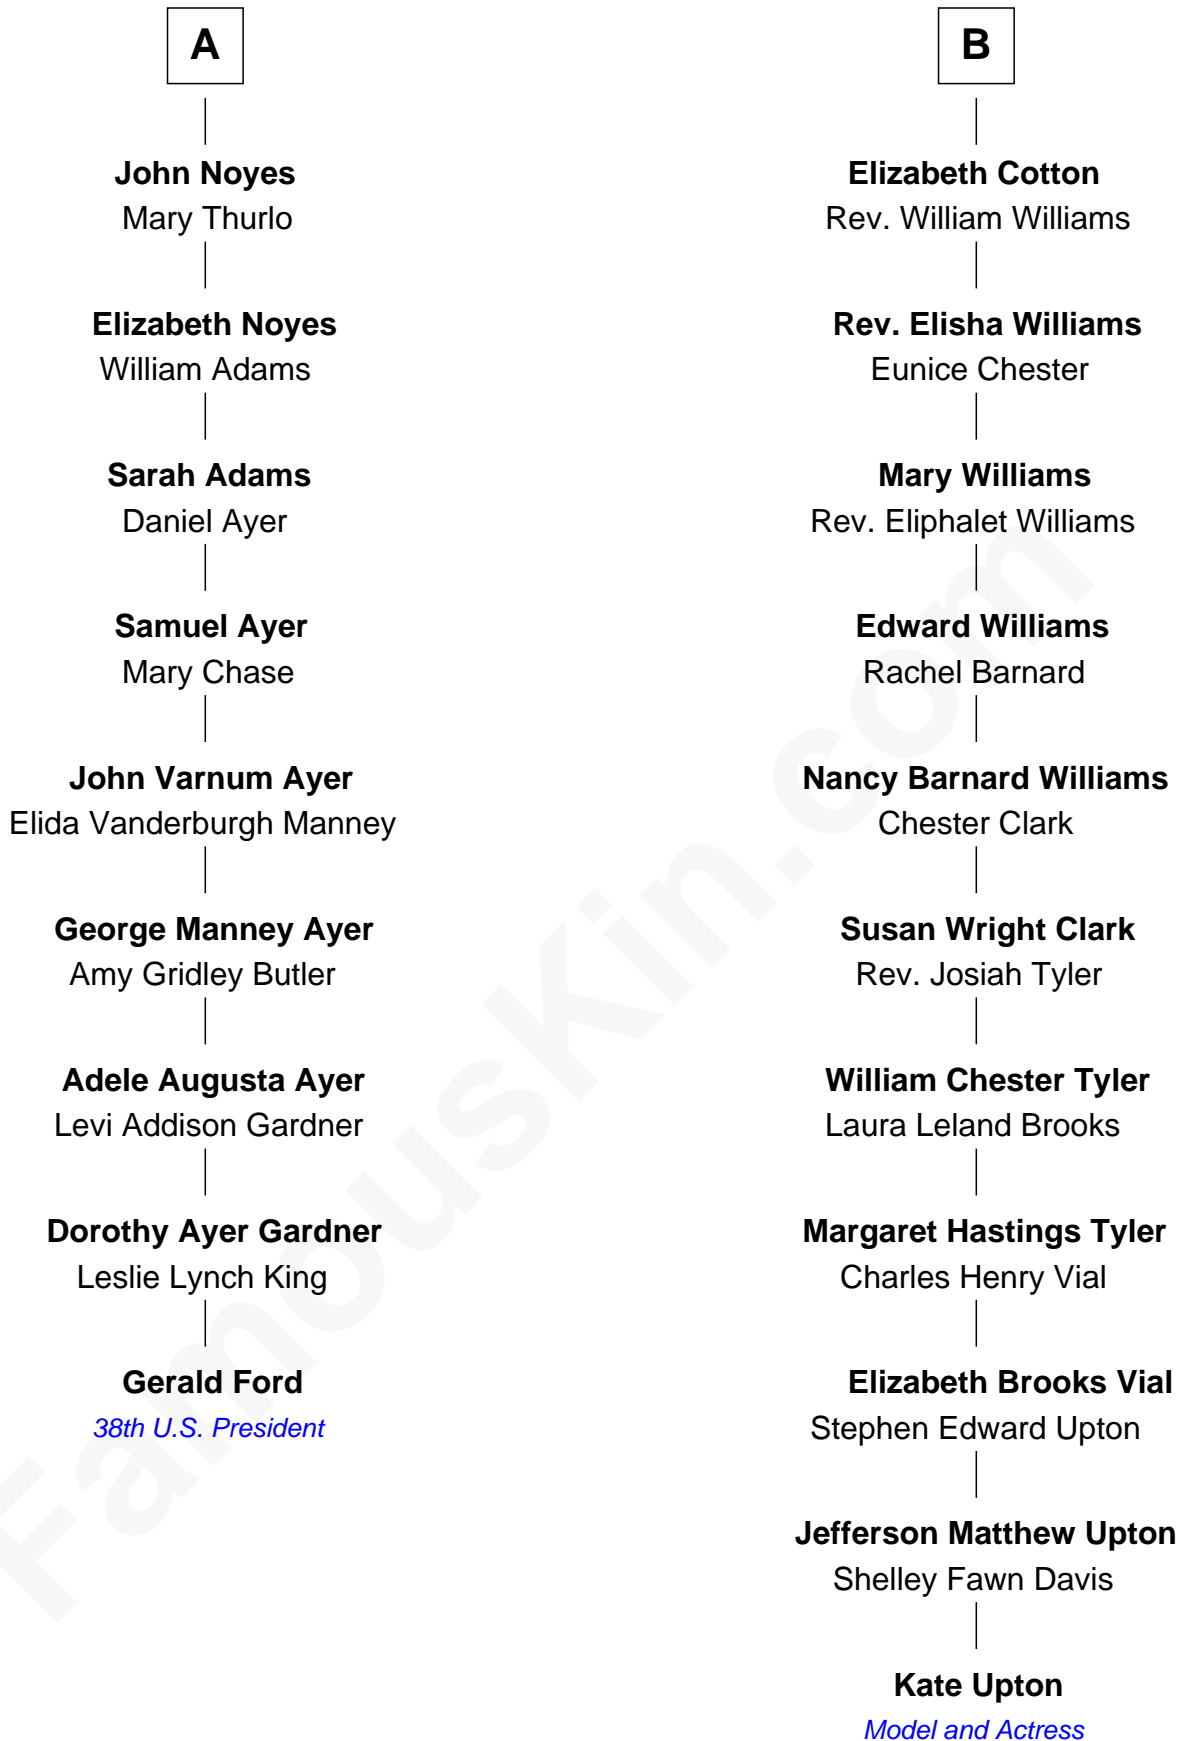 A
John Noyes
Mary Thurlo
Elizabeth Noyes
William Adams
Sarah Adams
Daniel Ayer
Samuel Ayer
Mary Chase
John Varnum Ayer
Elida Vanderburgh Manney
George Manney Ayer
Amy Gridley Butler
Adele Augusta Ayer
Levi Addison Gardner
Dorothy Ayer Gardner
Leslie Lynch King
Gerald Ford
38th U.S. President
B
Elizabeth Cotton
Rev. William Williams
Rev. Elisha Williams
Eunice Chester
Mary Williams
Rev. Eliphalet Williams
Edward Williams
Rachel Barnard
Nancy Barnard Williams
Chester Clark
Susan Wright Clark
Rev. Josiah Tyler
William Chester Tyler
Laura Leland Brooks
Margaret Hastings Tyler
Charles Henry Vial
Elizabeth Brooks Vial
Stephen Edward Upton
Jefferson Matthew Upton
Shelley Fawn Davis
Kate Upton
Model and Actress
FamousKin.com